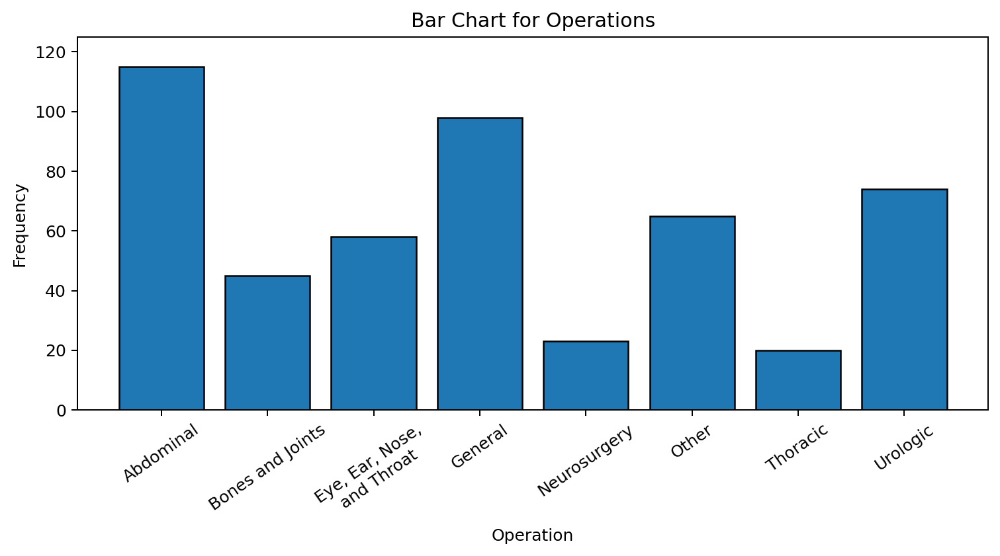 Bar Chart for Operations
Frequency
120
100
80
60
40
20
0
Abdominal
Bones and Joints
Eye, Ear, Nose,
and Throat
General
Neurosurgery
Other
Thoracic
Urologic
Operation